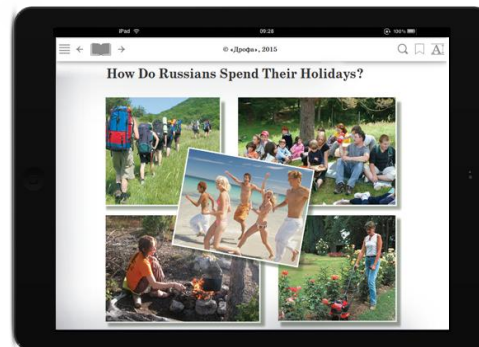 iPad
09:28
100%
© «Дрофа», 2015
A
How Do Russians Spend Their Holidays?